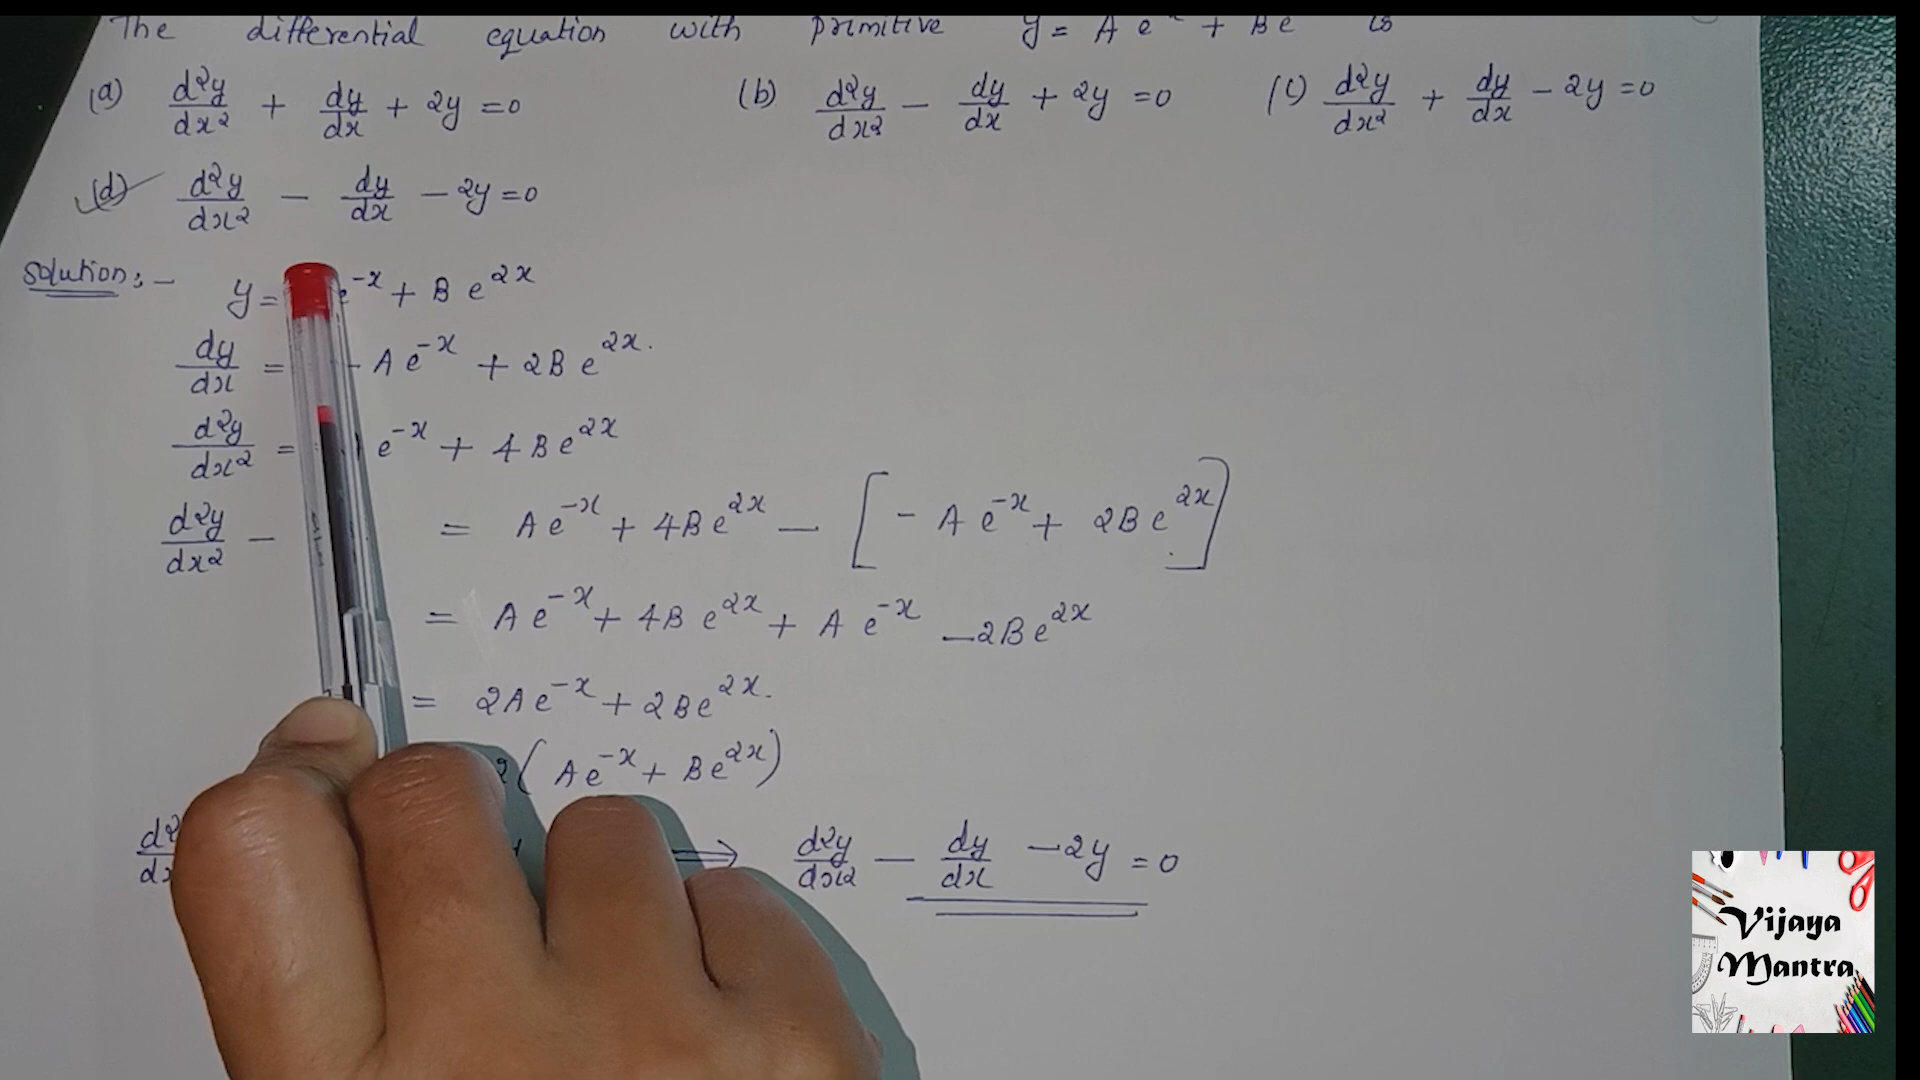 The differential equation with primitive y = A e + Be is
(a) d²y/dx² + dy/dx + 2y = 0 (b) d²y/dx² - dy/dx + 2y = 0 (c) d²y/dx² + dy/dx - 2y = 0
(d) d²y/dx² - dy/dx - 2y = 0
Solution:- y = e^-x + B e^2x
dy/dx = - A e^-x + 2B e^2x.
d²y/dx² = e^-x + 4 B e^2x
d²y/dx² - = A e^-x + 4B e^2x - [- A e^-x + 2B e^2x]
= A e^-x + 4B e^2x + A e^-x - 2B e^2x
= 2A e^-x + 2B e^2x.
2(A e^-x + B e^2x)
⇒ d²y/dx² - dy/dx - 2y = 0
Vijaya
Mantra